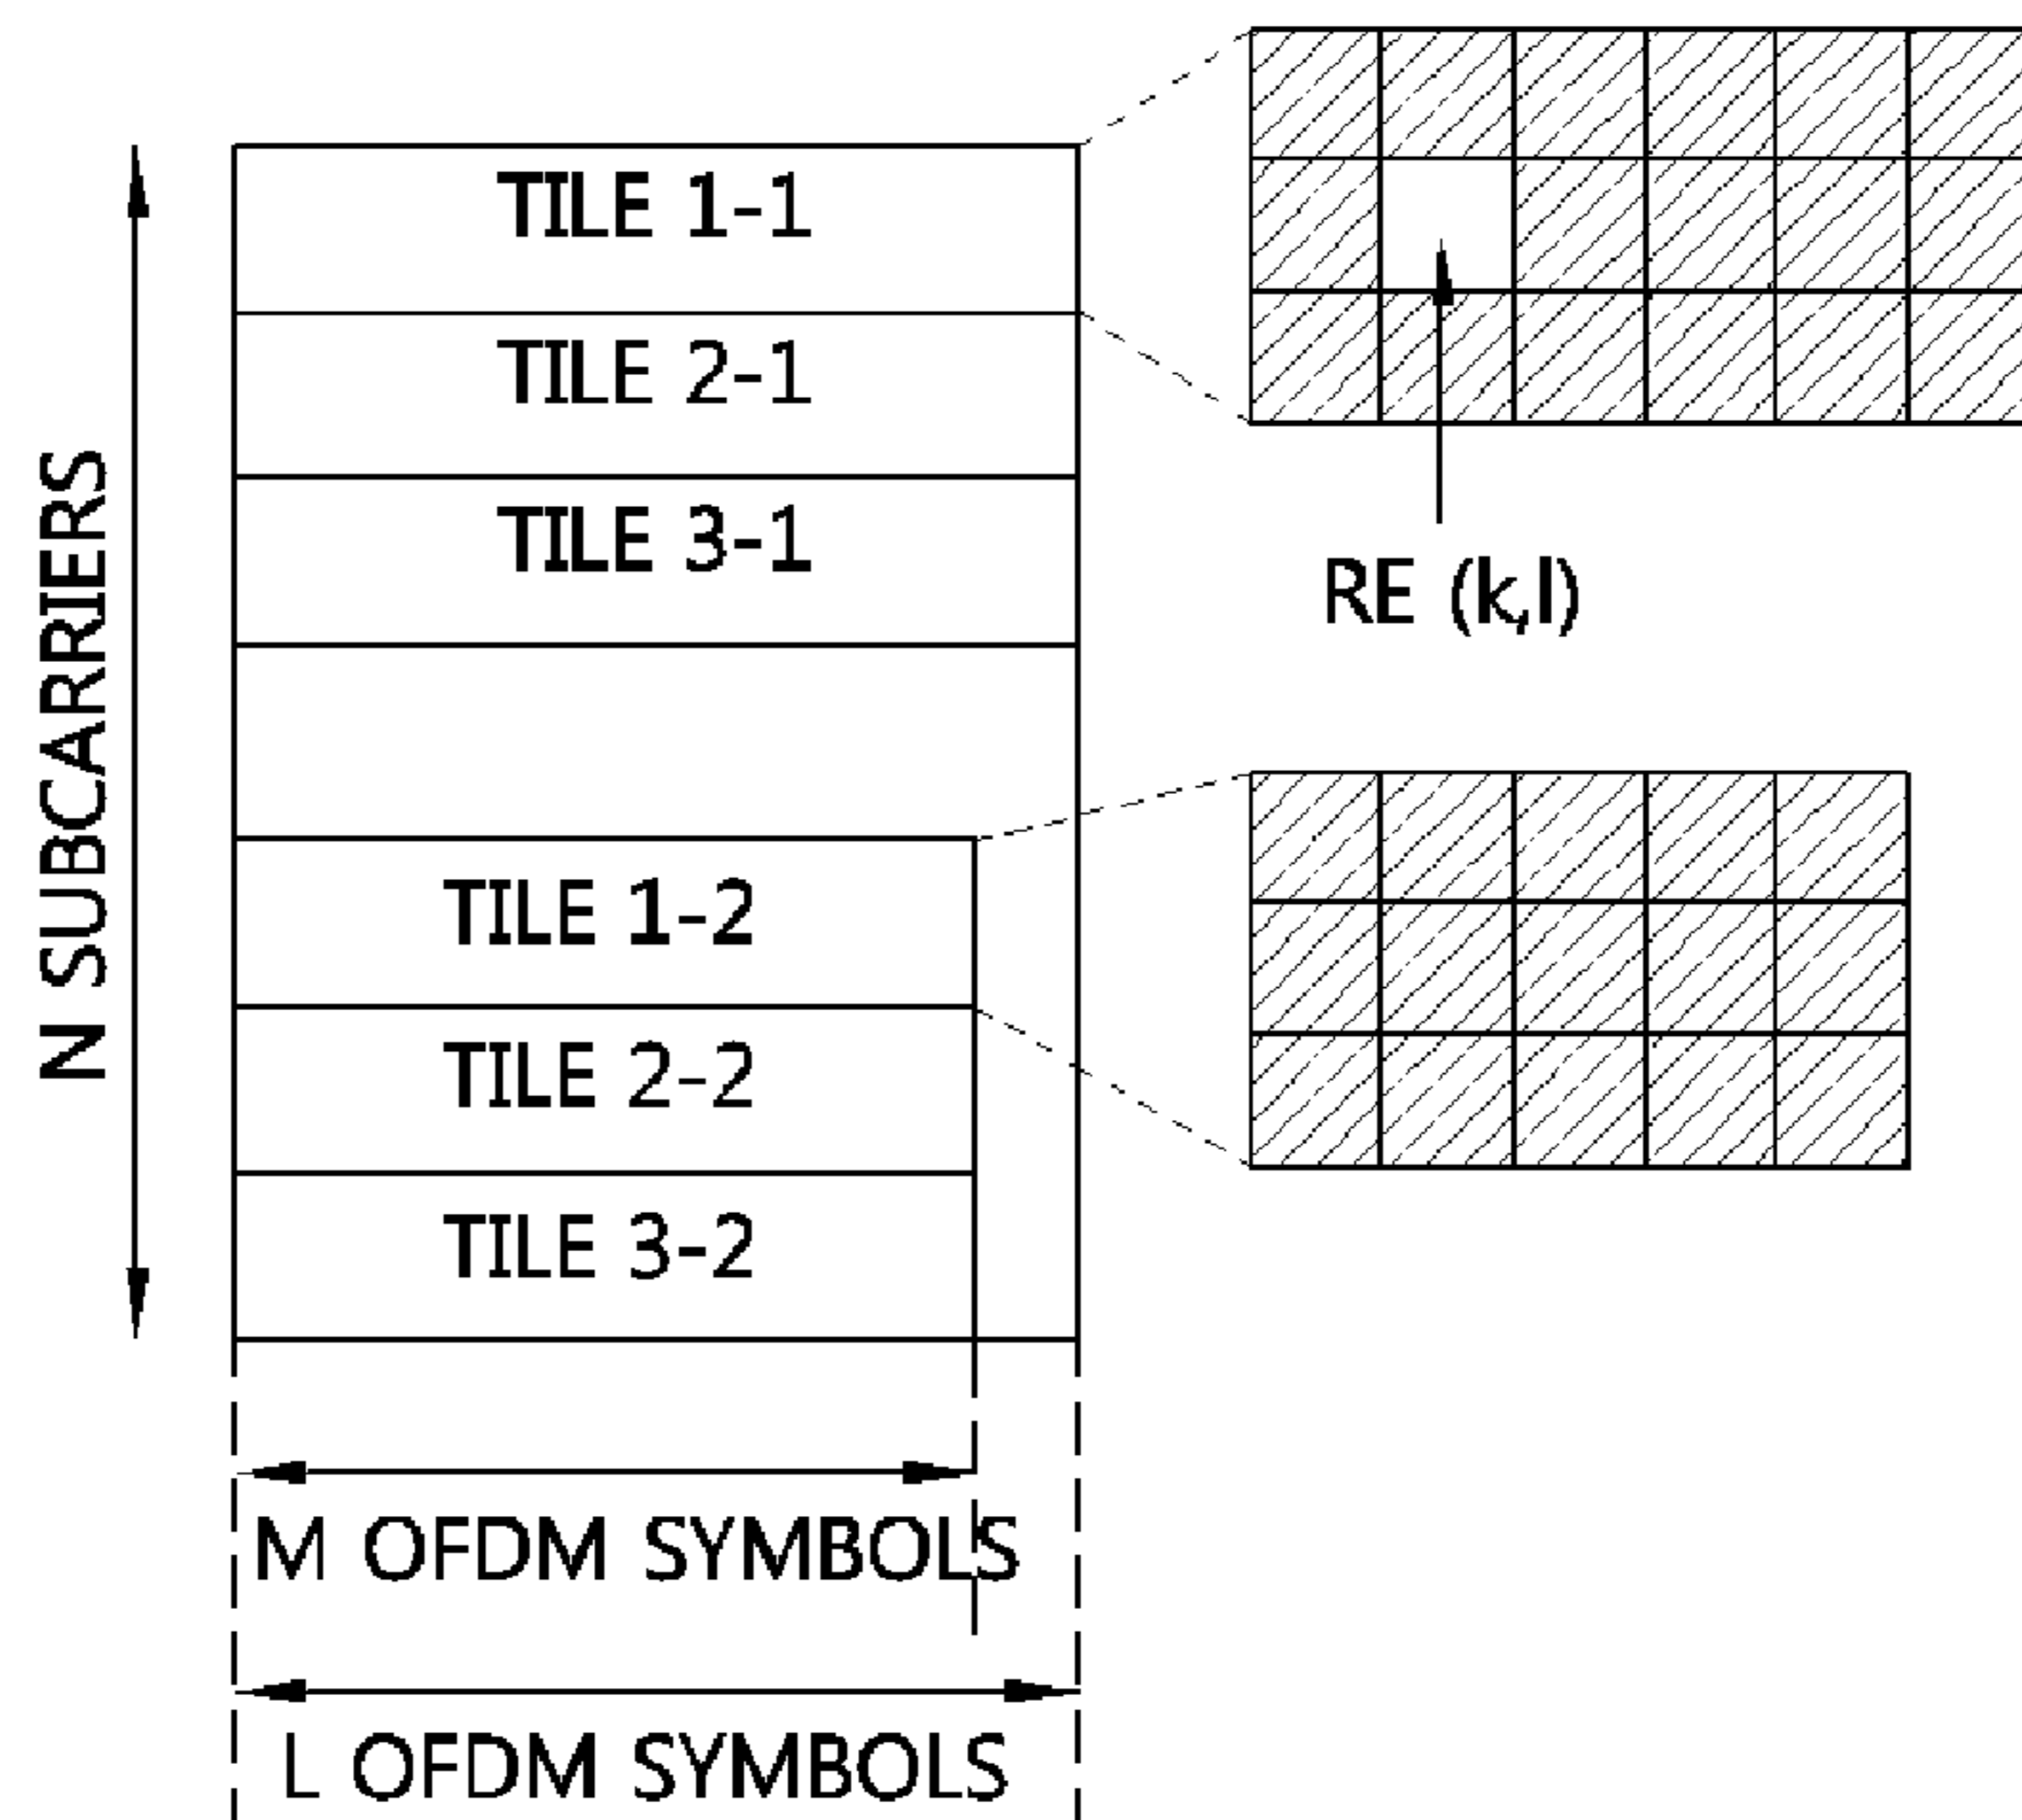 TILE 1-1
TILE 2-1
TILE 3-1
RE (k,l)
N SUBCARRIERS
TILE 1-2
TILE 2-2
TILE 3-2
M OFDM SYMBOLS
L OFDM SYMBOLS